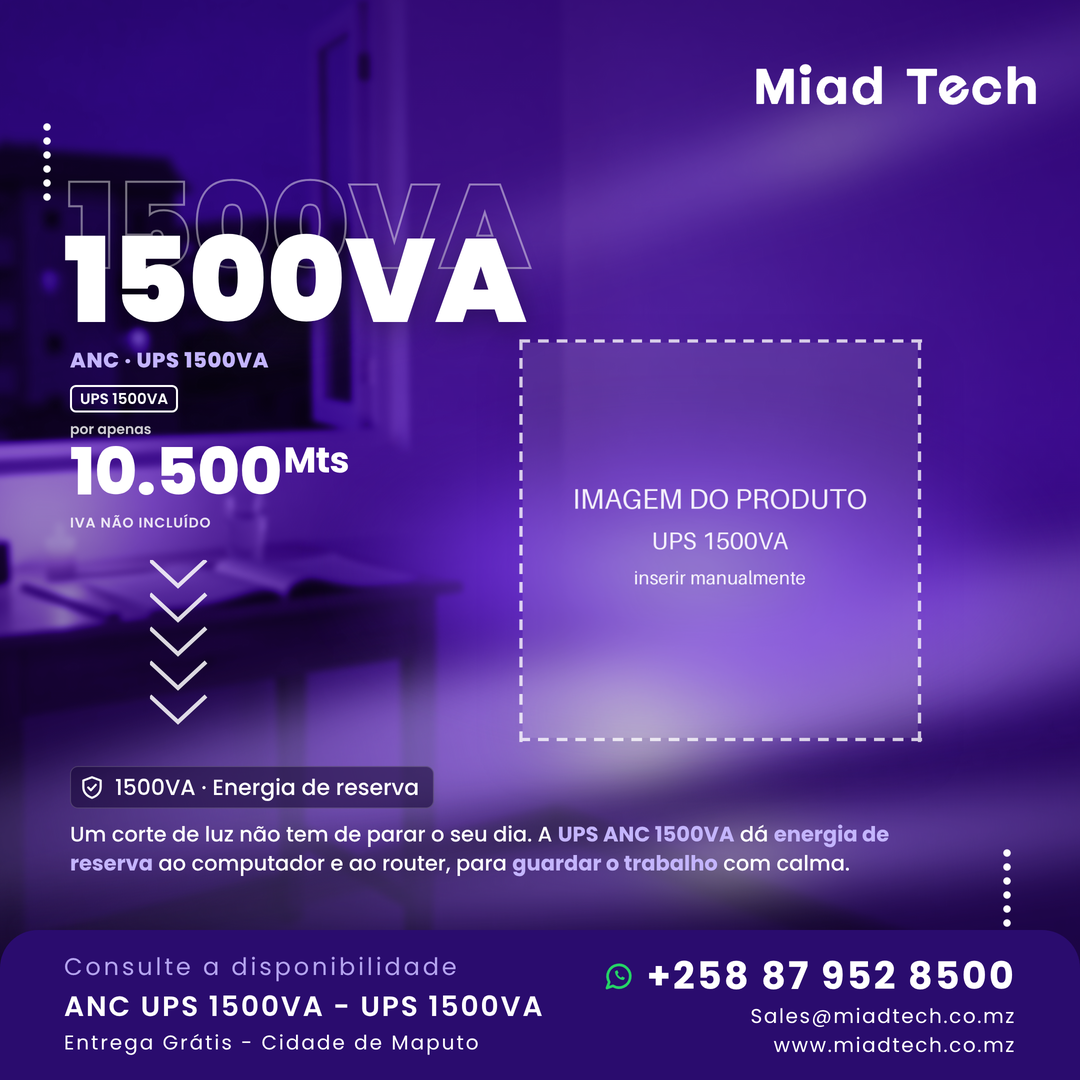 Miad Tech
1500VA
1500VA
ANC · UPS 1500VA
UPS 1500VA
por apenas
10.500Mts
IVA NÃO INCLUÍDO
IMAGEM DO PRODUTO
UPS 1500VA
inserir manualmente
1500VA · Energia de reserva
Um corte de luz não tem de parar o seu dia. A UPS ANC 1500VA dá energia de
reserva ao computador e ao router, para guardar o trabalho com calma.
Consulte a disponibilidade
ANC UPS 1500VA - UPS 1500VA
Entrega Grátis - Cidade de Maputo
+258 87 952 8500
Sales@miadtech.co.mz
www.miadtech.co.mz